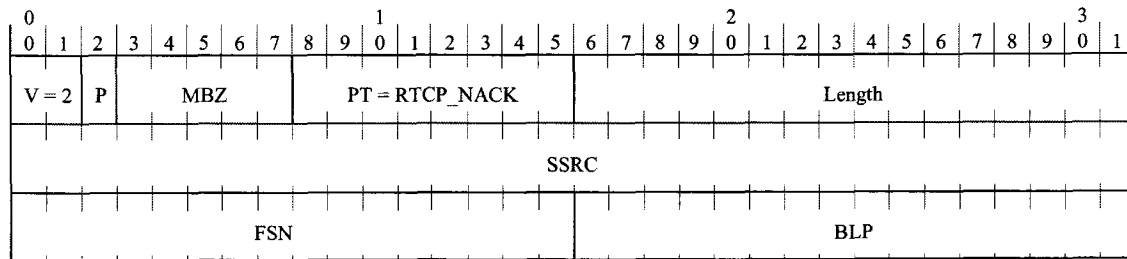 0 1 2 3
0 1 2 3 4 5 6 7 8 9 0 1 2 3 4 5 6 7 8 9 0 1 2 3 4 5 6 7 8 9 0 1
V = 2 P MBZ PT = RTCP_NACK Length
SSRC
FSN BLP